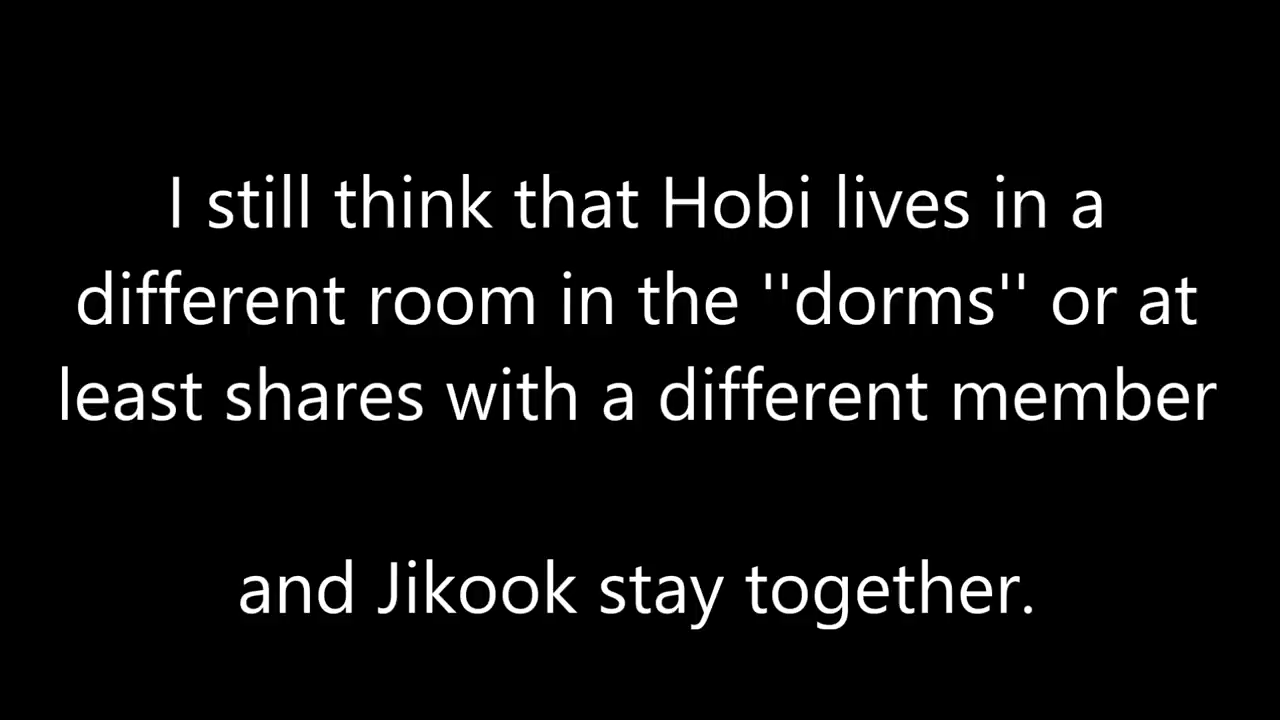 I still think that Hobi lives in a
different room in the ''dorms'' or at
least shares with a different member
and Jikook stay together.